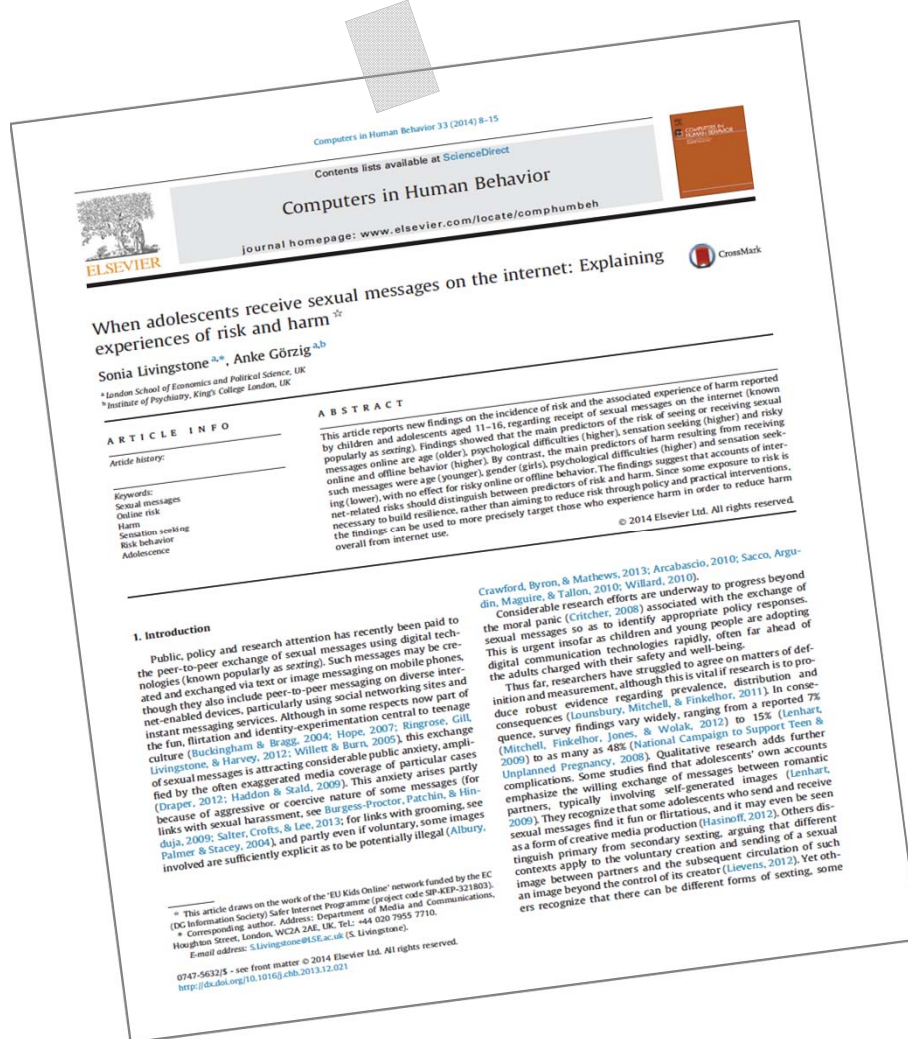 Computers in Human Behavior 33 (2014) 8–15
Contents lists available at ScienceDirect
Computers in Human Behavior
journal homepage: www.elsevier.com/locate/comphumbeh
ELSEVIER
COMPUTERS IN
HUMAN BEHAVIOR
When adolescents receive sexual messages on the internet: Explaining
experiences of risk and harm ☆
CrossMark
Sonia Livingstone a,*, Anke Görzig a,b
a London School of Economics and Political Science, UK
b Institute of Psychiatry, King's College London, UK
ARTICLE INFO
Article history:
Keywords:
Sexual messages
Online risk
Harm
Sensation seeking
Risk behavior
Adolescence
ABSTRACT
This article reports new findings on the incidence of risk and the associated experience of harm reported
by children and adolescents aged 11–16, regarding receipt of sexual messages on the internet (known
popularly as sexting). Findings showed that the main predictors of the risk of seeing or receiving sexual
messages online are age (older), psychological difficulties (higher), sensation seeking (higher) and risky
online and offline behavior (higher). By contrast, the main predictors of harm resulting from receiving
such messages were age (younger), gender (girls), psychological difficulties (higher) and sensation seek-
ing (lower), with no effect for risky online or offline behavior. The findings suggest that accounts of inter-
net-related risks should distinguish between predictors of risk and harm. Since some exposure to risk is
necessary to build resilience, rather than aiming to reduce risk through policy and practical interventions,
the findings can be used to more precisely target those who experience harm in order to reduce harm
overall from internet use.
© 2014 Elsevier Ltd. All rights reserved.
1. Introduction
Public, policy and research attention has recently been paid to
the peer-to-peer exchange of sexual messages using digital tech-
nologies (known popularly as sexting). Such messages may be cre-
ated and exchanged via text or image messaging on mobile phones,
though they also include peer-to-peer messaging on diverse inter-
net-enabled devices, particularly using social networking sites and
instant messaging services. Although in some respects now part of
the fun, flirtation and identity-experimentation central to teenage
culture (Buckingham & Bragg, 2004; Hope, 2007; Ringrose, Gill,
Livingstone, & Harvey, 2012; Willett & Burn, 2005), this exchange
of sexual messages is attracting considerable public anxiety, ampli-
fied by the often exaggerated media coverage of particular cases
(Draper, 2012; Haddon & Stald, 2009). This anxiety arises partly
because of aggressive or coercive nature of some messages (for
links with sexual harassment, see Burgess-Proctor, Patchin, & Hin-
duja, 2009; Salter, Crofts, & Lee, 2013; for links with grooming, see
Palmer & Stacey, 2004), and partly even if voluntary, some images
involved are sufficiently explicit as to be potentially illegal (Albury,
Crawford, Byron, & Mathews, 2013; Arcabascio, 2010; Sacco, Argu-
din, Maguire, & Tallon, 2010; Willard, 2010).
Considerable research efforts are underway to progress beyond
the moral panic (Critcher, 2008) associated with the exchange of
sexual messages so as to identify appropriate policy responses.
This is urgent insofar as children and young people are adopting
digital communication technologies rapidly, often far ahead of
the adults charged with their safety and well-being.
Thus far, researchers have struggled to agree on matters of def-
inition and measurement, although this is vital if research is to pro-
duce robust evidence regarding prevalence, distribution and
consequences (Lounsbury, Mitchell, & Finkelhor, 2011). In conse-
quence, survey findings vary widely, ranging from a reported 7%
(Mitchell, Finkelhor, Jones, & Wolak, 2012) to 15% (Lenhart,
2009) to as many as 48% (National Campaign to Support Teen &
Unplanned Pregnancy, 2008). Qualitative research adds further
complications. Some studies find that adolescents' own accounts
emphasize the willing exchange of messages between romantic
partners, typically involving self-generated images (Lenhart,
2009). They recognize that some adolescents who send and receive
sexual messages find it fun or flirtatious, and it may even be seen
as a form of creative media production (Hasinoff, 2012). Others dis-
tinguish primary from secondary sexting, arguing that different
contexts apply to the voluntary creation and sending of a sexual
image between partners and the subsequent circulation of such
an image beyond the control of its creator (Lievens, 2012). Yet oth-
ers recognize that there can be different forms of sexting, some
☆ This article draws on the work of the 'EU Kids Online' network funded by the EC
(DG Information Society) Safer Internet Programme (project code SIP-KEP-321803).
* Corresponding author. Address: Department of Media and Communications,
Houghton Street, London, WC2A 2AE, UK. Tel.: +44 020 7955 7710.
E-mail address: S.Livingstone@LSE.ac.uk (S. Livingstone).
0747-5632/$ - see front matter © 2014 Elsevier Ltd. All rights reserved.
http://dx.doi.org/10.1016/j.chb.2013.12.021